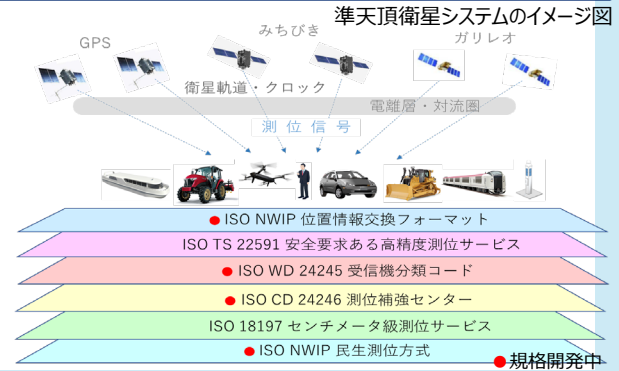 準天頂衛星システムのイメージ図
みちびき
GPS
ガリレオ
衛星軌道・クロック
電離層・対流圏
測位信号
● ISO NWIP 位置情報交換フォーマット
ISO TS 22591 安全要求ある高精度測位サービス
● ISO WD 24245 受信機分類コード
● ISO CD 24246 測位補強センター
ISO 18197 センチメータ級測位サービス
● ISO NWIP 民生測位方式
●規格開発中